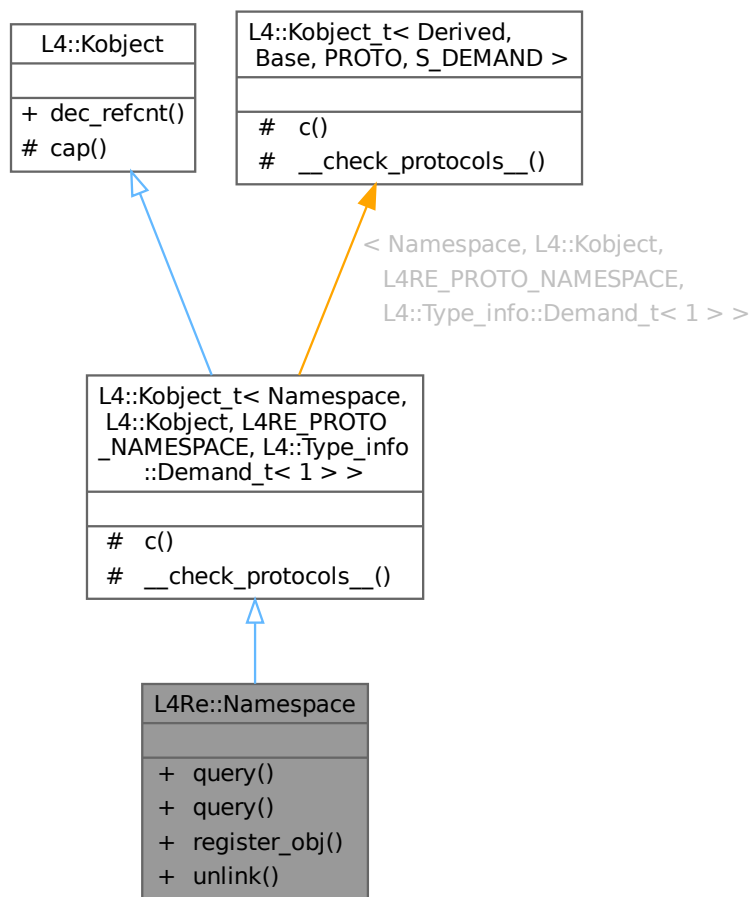 L4::Kobject
+ dec_refcnt()
# cap()
L4::Kobject_t< Derived,
Base, PROTO, S_DEMAND >
# c()
# __check_protocols__()
< Namespace, L4::Kobject,
L4RE_PROTO_NAMESPACE,
L4::Type_info::Demand_t< 1 > >
L4::Kobject_t< Namespace,
L4::Kobject, L4RE_PROTO
_NAMESPACE, L4::Type_info
::Demand_t< 1 > >
# c()
# __check_protocols__()
L4Re::Namespace
+ query()
+ query()
+ register_obj()
+ unlink()